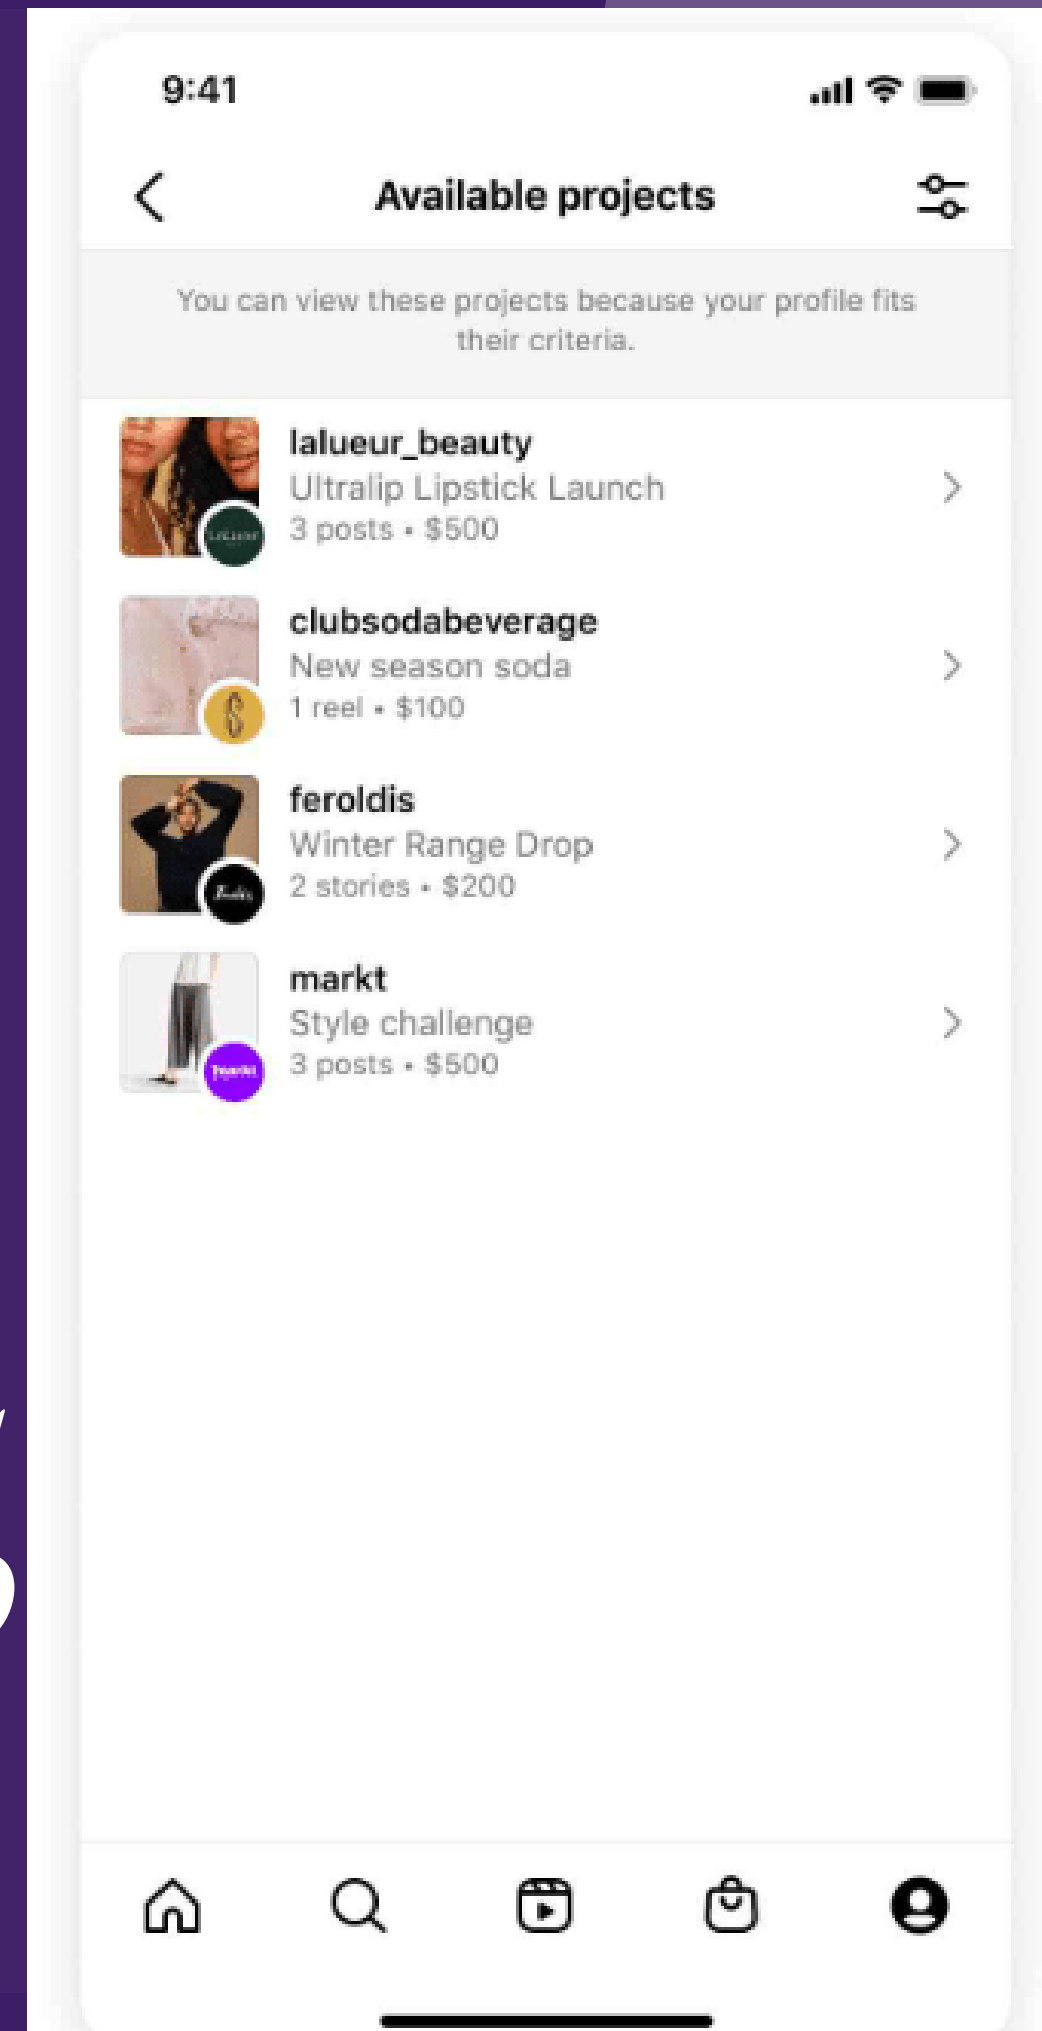 9:41
Available projects
You can view these projects because your profile fits
their criteria.
lalueur_beauty
Ultralip Lipstick Launch
3 posts • $500
clubsodabeverage
New season soda
1 reel • $100
feroldis
Winter Range Drop
2 stories • $200
markt
Style challenge
3 posts • $500
markt